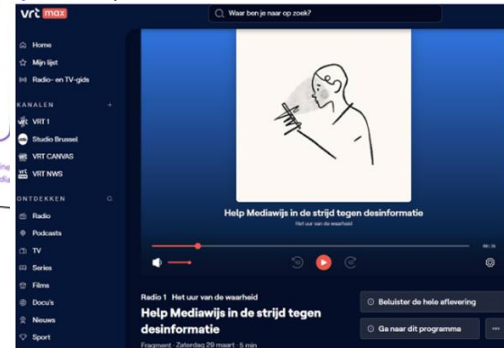 vrt max
Waar ben je naar op zoek?
Home
Mijn lijst
Radio- en TV-gids
KANALEN
VRT 1
Studio Brussel
VRT CANVAS
VRT NWS
ONTDEKKEN
Radio
Podcasts
TV
Series
Films
Docu's
Nieuws
Sport
Help Mediawijs in de strijd tegen desinformatie
Het uur van de waarheid
Radio 1 Het uur van de waarheid
Help Mediawijs in de strijd tegen
desinformatie
Fragment · Zaterdag 29 maart · 5 min
Beluister de hele aflevering
Ga naar dit programma